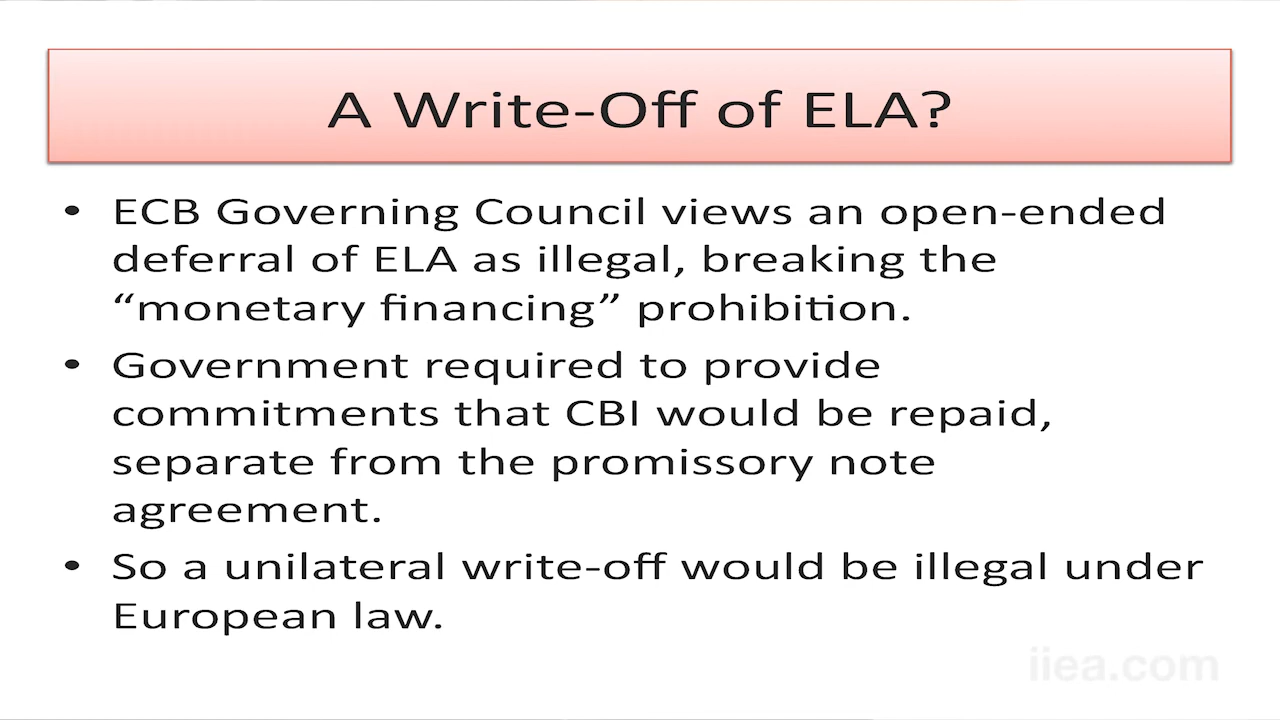 A Write-Off of ELA?
• ECB Governing Council views an open-ended
deferral of ELA as illegal, breaking the
“monetary financing” prohibition.
• Government required to provide
commitments that CBI would be repaid,
separate from the promissory note
agreement.
• So a unilateral write-off would be illegal under
European law.
iiea.com